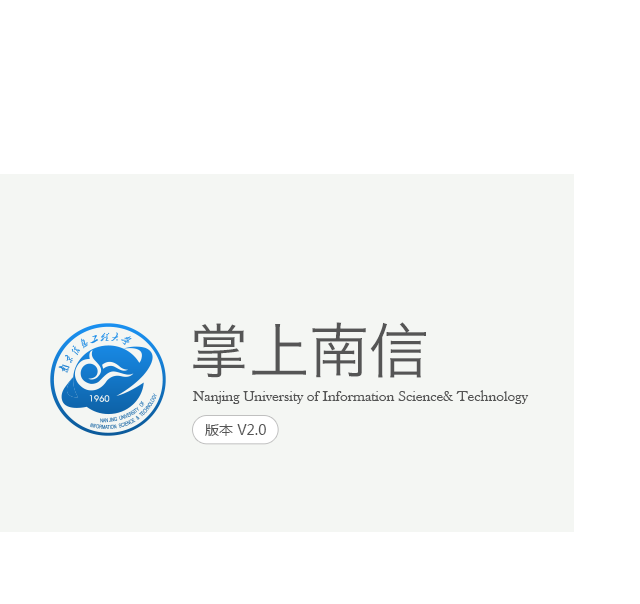 南京信息工程大学
1960
NANJING UNIVERSITY OF
INFORMATION SCIENCE & TECHNOLOGY
掌上南信
Nanjing University of Information Science& Technology
版本 V2.0